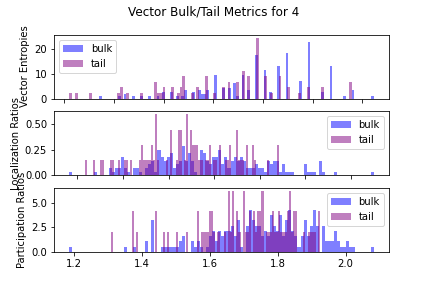 Vector Bulk/Tail Metrics for 4
Vector Entropies
20
10
0
bulk
tail
Localization Ratios
0.50
0.25
0.00
bulk
tail
Participation Ratios
5.0
2.5
0.0
bulk
tail
1.2 1.4 1.6 1.8 2.0